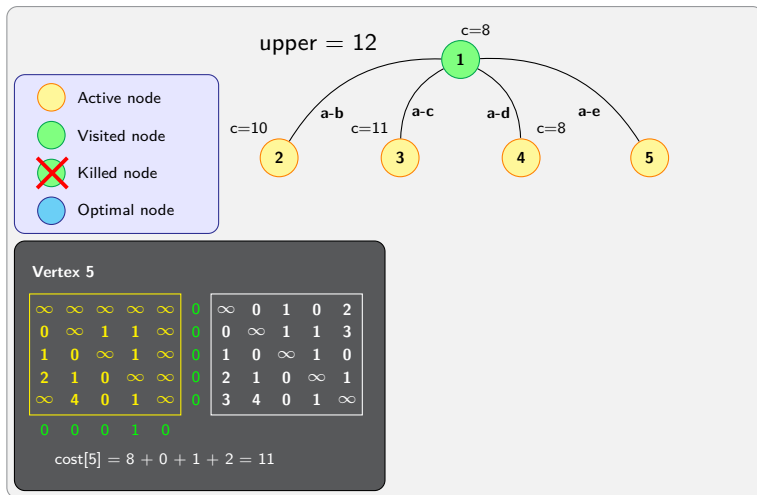 c=8
upper = 12
1
Active node
Visited node
Killed node
Optimal node
a-b
a-c
a-d
a-e
c=10
c=11
c=8
2
3
4
5
Vertex 5
∞ ∞ ∞ ∞ ∞ 0 ∞ 0 1 0 2
0 ∞ 1 1 ∞ 0 0 ∞ 1 1 3
1 0 ∞ 1 ∞ 0 1 0 ∞ 1 0
2 1 0 ∞ ∞ 0 2 1 0 ∞ 1
∞ 4 0 1 ∞ 0 3 4 0 1 ∞
0 0 0 1 0
cost[5] = 8 + 0 + 1 + 2 = 11